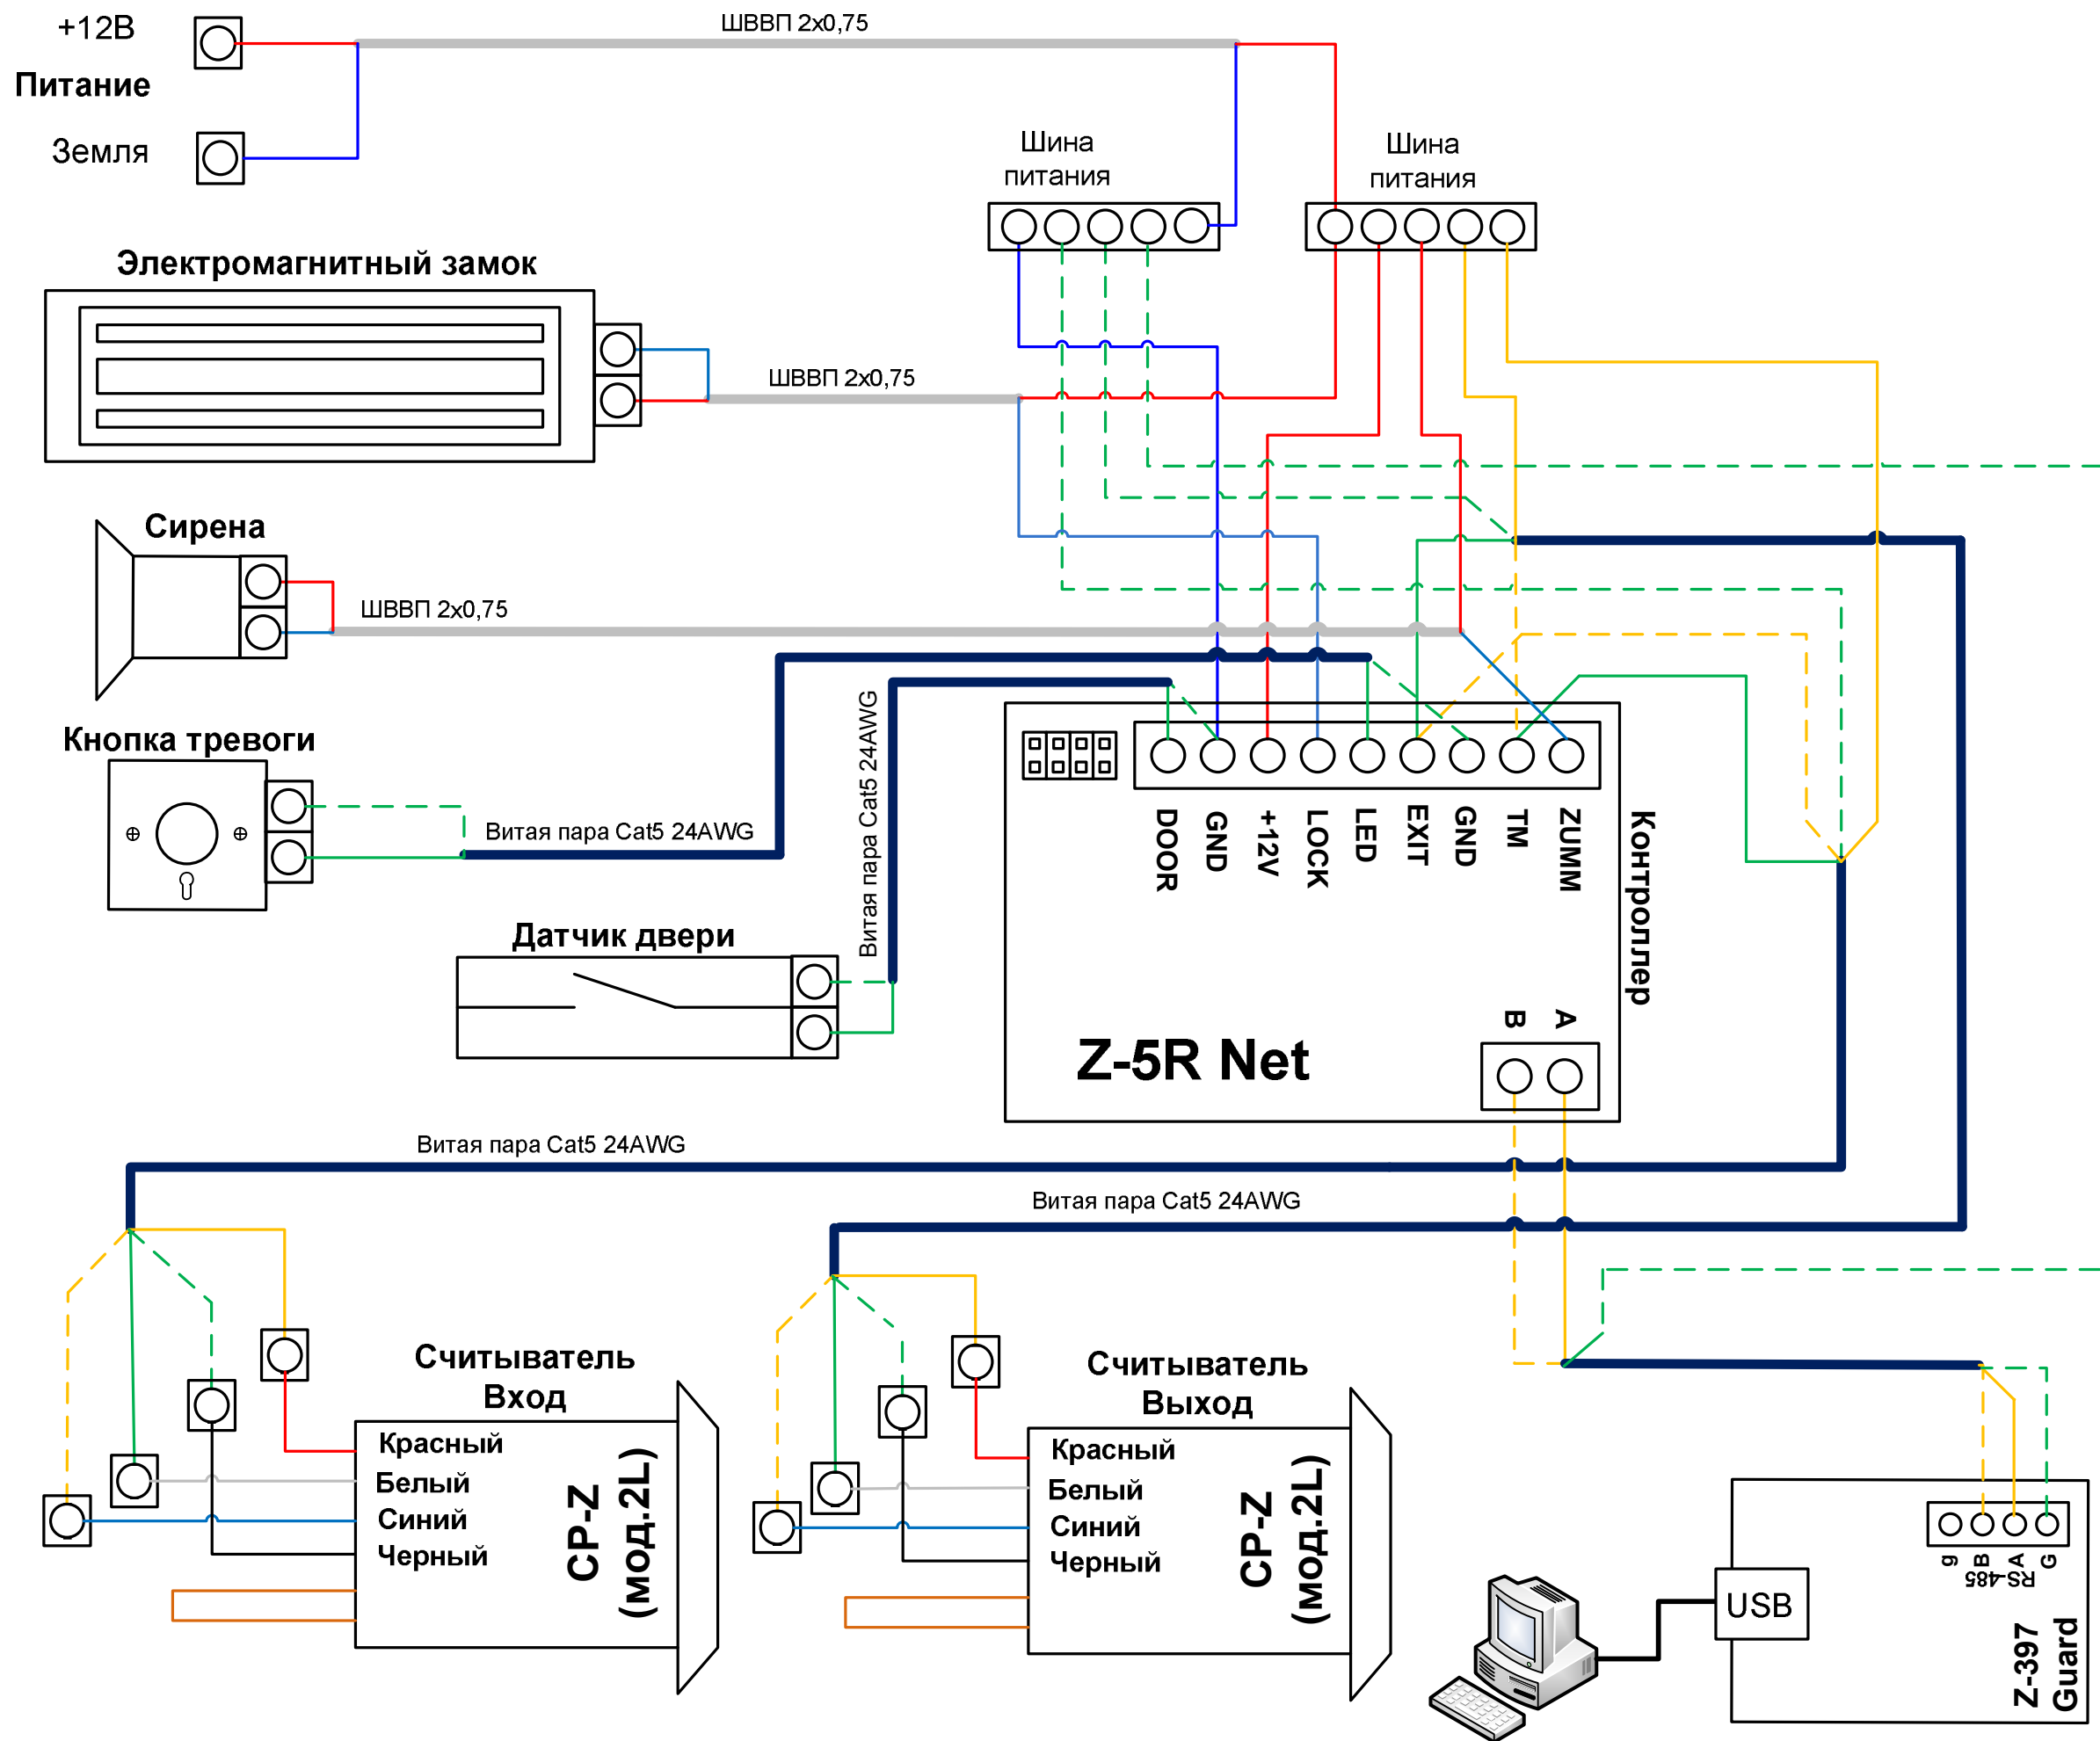 +12В
Питание
Земля
ШВВП 2x0,75
Шина
питания
Шина
питания
Электромагнитный замок
ШВВП 2x0,75
Сирена
ШВВП 2x0,75
Кнопка тревоги
Витая пара Cat5 24AWG
Витая пара Cat5 24AWG
Датчик двери
DOOR
GND
+12V
LOCK
LED
EXIT
GND
TM
ZUMM
Контроллер
B
A
Z-5R Net
Витая пара Cat5 24AWG
Витая пара Cat5 24AWG
Считыватель
Вход
Красный
Белый
Синий
Черный
CP-Z
(мод.2L)
Считыватель
Выход
Красный
Белый
Синий
Черный
CP-Z
(мод.2L)
g
B
A
G
RS-485
USB
Z-397
Guard